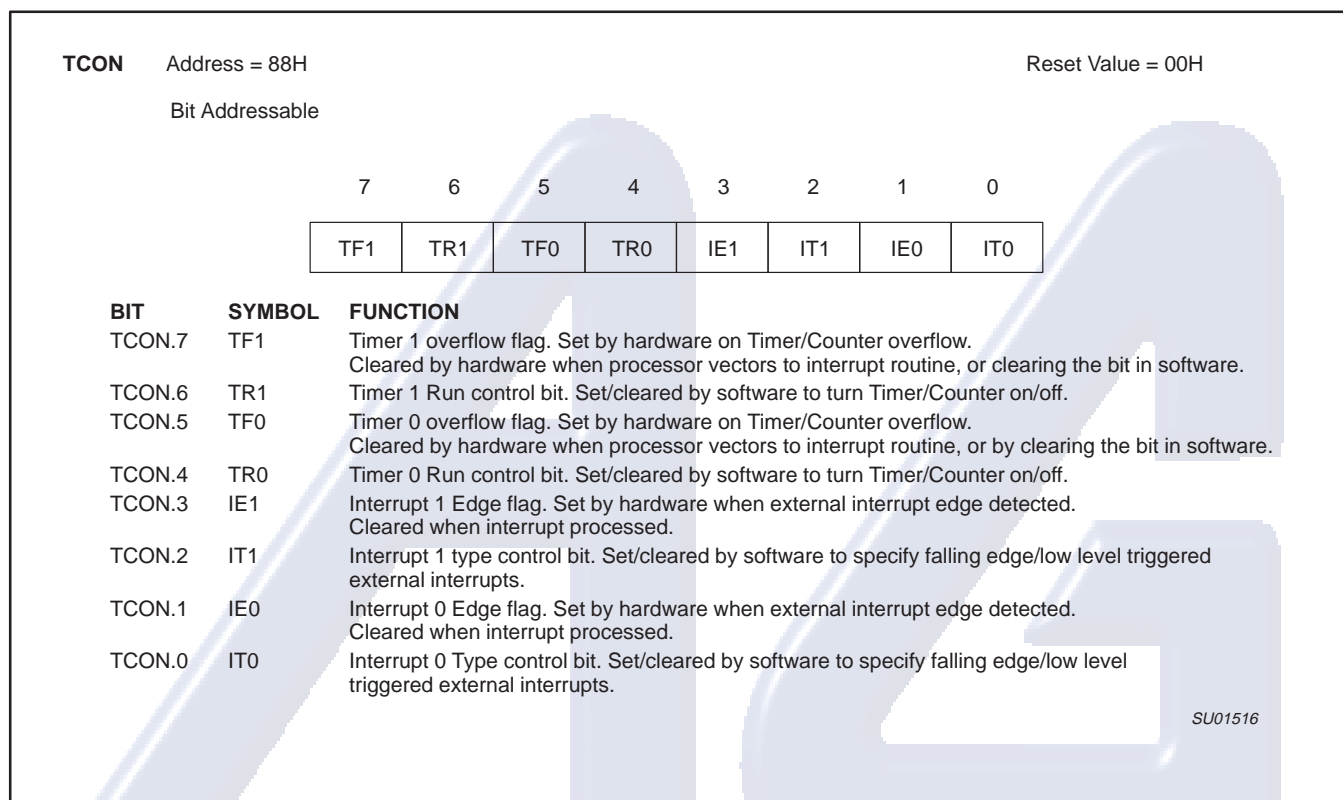 TCON Address = 88H Reset Value = 00H
Bit Addressable
7 6 5 4 3 2 1 0
TF1 TR1 TF0 TR0 IE1 IT1 IE0 IT0
BIT SYMBOL FUNCTION
TCON.7 TF1 Timer 1 overflow flag. Set by hardware on Timer/Counter overflow.
Cleared by hardware when processor vectors to interrupt routine, or clearing the bit in software.
TCON.6 TR1 Timer 1 Run control bit. Set/cleared by software to turn Timer/Counter on/off.
TCON.5 TF0 Timer 0 overflow flag. Set by hardware on Timer/Counter overflow.
Cleared by hardware when processor vectors to interrupt routine, or by clearing the bit in software.
TCON.4 TR0 Timer 0 Run control bit. Set/cleared by software to turn Timer/Counter on/off.
TCON.3 IE1 Interrupt 1 Edge flag. Set by hardware when external interrupt edge detected.
Cleared when interrupt processed.
TCON.2 IT1 Interrupt 1 type control bit. Set/cleared by software to specify falling edge/low level triggered
external interrupts.
TCON.1 IE0 Interrupt 0 Edge flag. Set by hardware when external interrupt edge detected.
Cleared when interrupt processed.
TCON.0 IT0 Interrupt 0 Type control bit. Set/cleared by software to specify falling edge/low level
triggered external interrupts.
SU01516